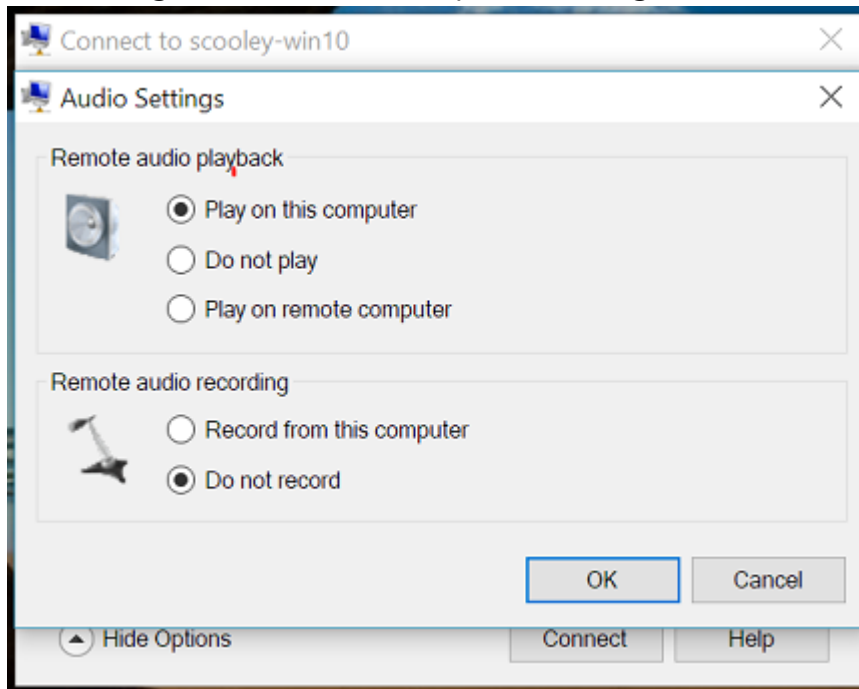 Connect to scooley-win10
Audio Settings
Remote audio playback
Play on this computer
Do not play
Play on remote computer
Remote audio recording
Record from this computer
Do not record
OK Cancel
Hide Options Connect Help